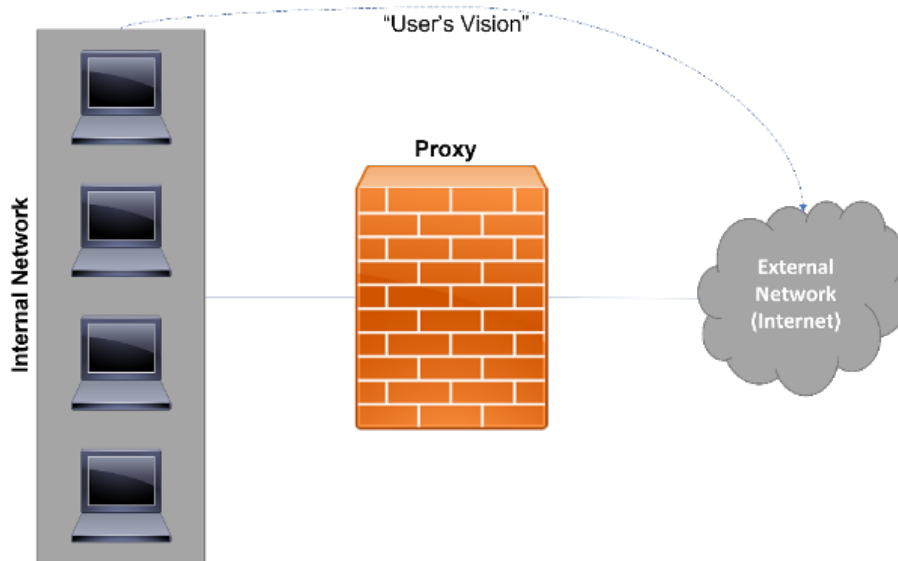 “User's Vision”
Proxy
Internal Network
External
Network
(Internet)